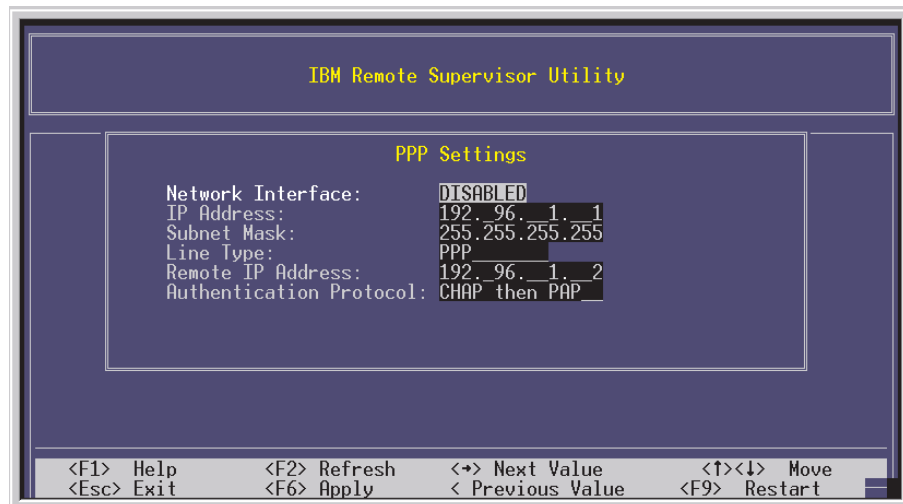 IBM Remote Supervisor Utility
PPP Settings
Network Interface: DISABLED
IP Address: 192._96.__1.__1
Subnet Mask: 255.255.255.255
Line Type: PPP________
Remote IP Address: 192._96.__1.__2
Authentication Protocol: CHAP then PAP__
<F1> Help <F2> Refresh <→> Next Value <↑><↓> Move
<Esc> Exit <F6> Apply < Previous Value <F9> Restart